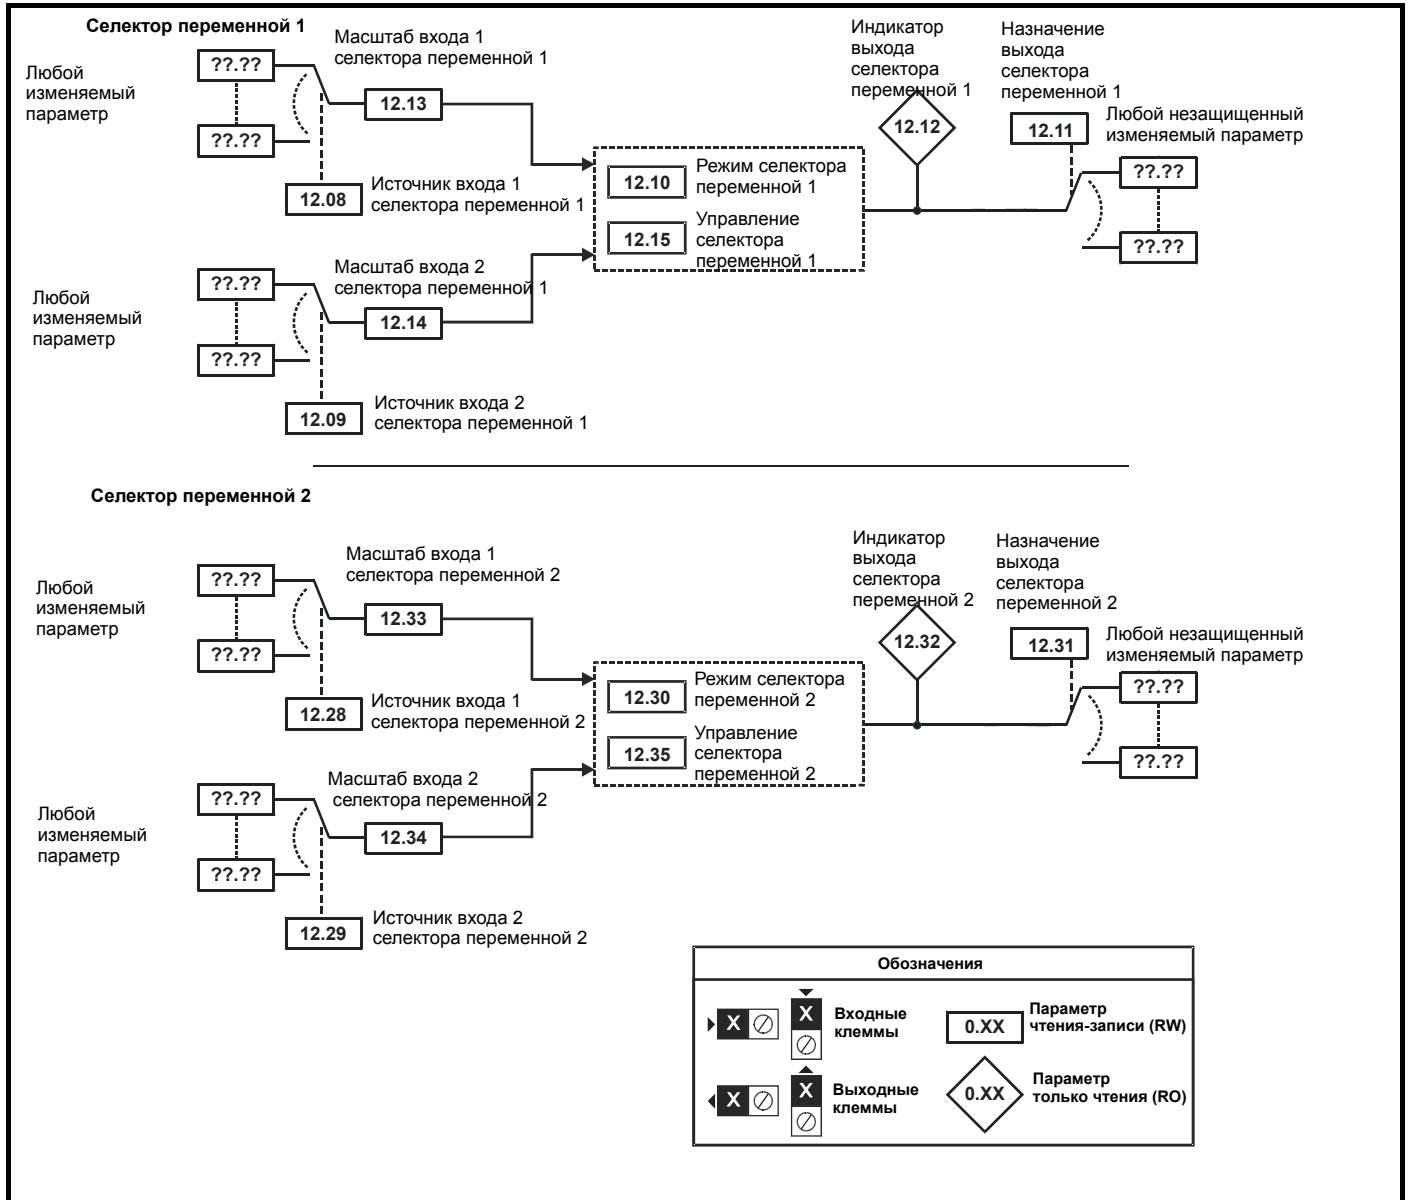 Селектор переменной 1
Любой
изменяемый
параметр
??.??
??.??
Масштаб входа 1
селектора переменной 1
12.13
12.08
Источник входа 1
селектора переменной 1
Любой
изменяемый
параметр
??.??
??.??
Масштаб входа 2
селектора переменной 1
12.14
12.09
Источник входа 2
селектора переменной 1
12.10
Режим селектора
переменной 1
12.15
Управление
селектора
переменной 1
Индикатор
выхода
селектора
переменной 1
12.12
Назначение
выхода
селектора
переменной 1
12.11
Любой незащищенный
изменяемый параметр
??.??
??.??
Селектор переменной 2
Любой
изменяемый
параметр
??.??
??.??
Масштаб входа 1
селектора переменной 2
12.33
12.28
Источник входа 1
селектора переменной 2
Любой
изменяемый
параметр
??.??
??.??
Масштаб входа 2
селектора переменной 2
12.34
12.29
Источник входа 2
селектора переменной 2
12.30
Режим селектора
переменной 2
12.35
Управление
селектора
переменной 2
Индикатор
выхода
селектора
переменной 2
12.32
Назначение
выхода
селектора
переменной 2
12.31
Любой незащищенный
изменяемый параметр
??.??
??.??
Обозначения
X
X
Входные
клеммы
0.XX
Параметр
чтения-записи (RW)
X
X
Выходные
клеммы
0.XX
Параметр
только чтения (RO)